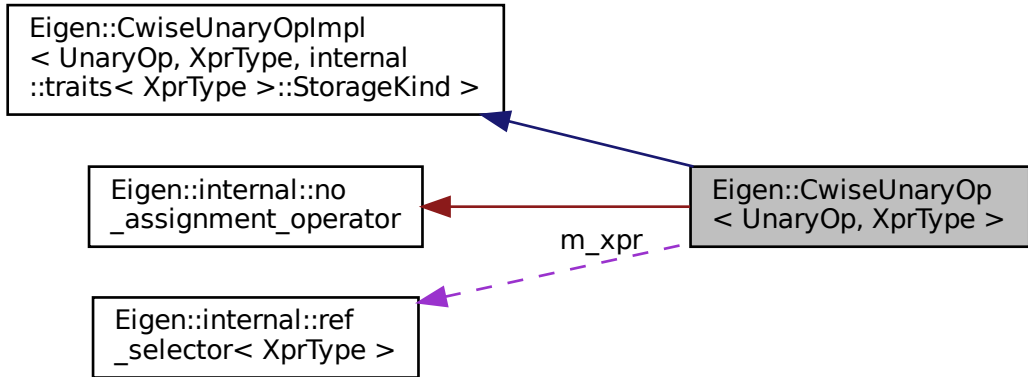 Eigen::CwiseUnaryOpImpl
< UnaryOp, XprType, internal
::traits< XprType >::StorageKind >
Eigen::internal::no
_assignment_operator
Eigen::CwiseUnaryOp
< UnaryOp, XprType >
m_xpr
Eigen::internal::ref
_selector< XprType >